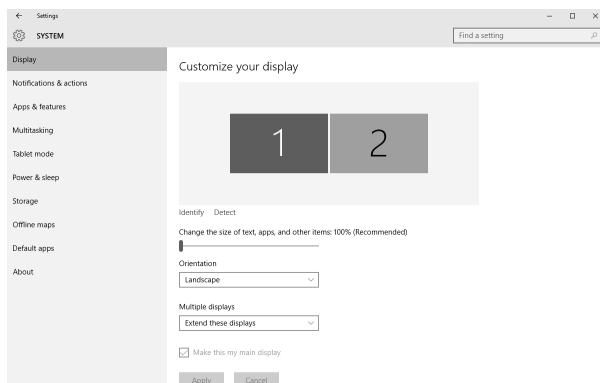 Settings
SYSTEM
Find a setting
Display
Notifications & actions
Apps & features
Multitasking
Tablet mode
Power & sleep
Storage
Offline maps
Default apps
About
Customize your display
1 2
Identify Detect
Change the size of text, apps, and other items: 100% (Recommended)
Orientation
Landscape
Multiple displays
Extend these displays
Make this my main display
Apply Cancel